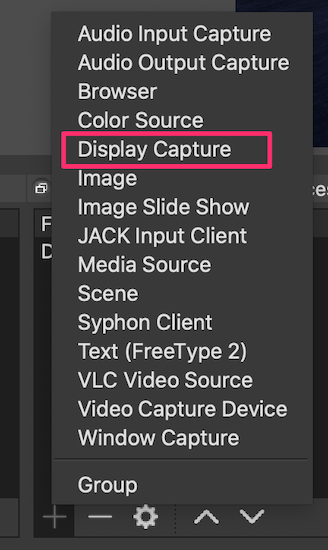 Audio Input Capture
Audio Output Capture
Browser
Color Source
Display Capture
Image
Image Slide Show
JACK Input Client
Media Source
Scene
Syphon Client
Text (FreeType 2)
VLC Video Source
Video Capture Device
Window Capture
Group